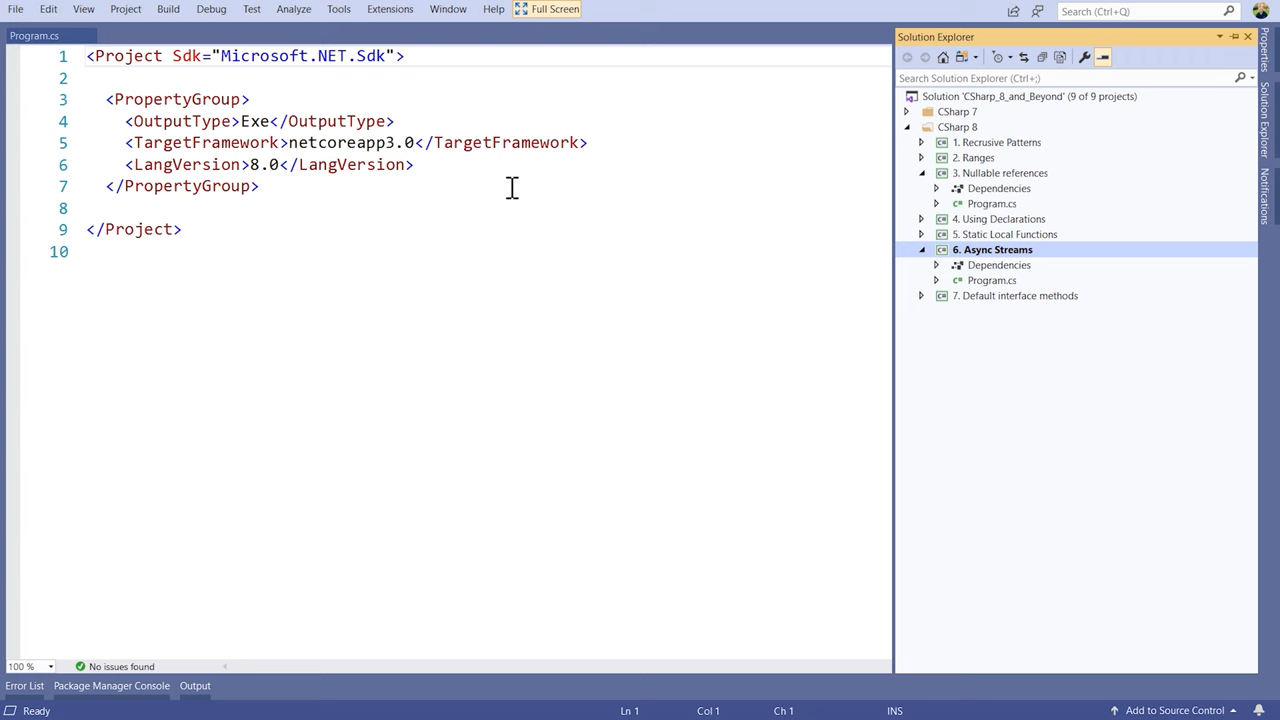 File Edit View Project Build Debug Test Analyze Tools Extensions Window Help Full Screen Search (Ctrl+Q)
Program.cs
1 <Project Sdk="Microsoft.NET.Sdk">
2
3 <PropertyGroup>
4 <OutputType>Exe</OutputType>
5 <TargetFramework>netcoreapp3.0</TargetFramework>
6 <LangVersion>8.0</LangVersion>
7 </PropertyGroup>
8
9 </Project>
10
100 % No issues found
Solution Explorer
Search Solution Explorer (Ctrl+;)
Solution 'CSharp_8_and_Beyond' (9 of 9 projects)
CSharp 7
CSharp 8
1. Recrusive Patterns
2. Ranges
3. Nullable references
Dependencies
C# Program.cs
4. Using Declarations
5. Static Local Functions
6. Async Streams
Dependencies
C# Program.cs
7. Default interface methods
Properties
Solution Explorer
Notifications
Error List Package Manager Console Output
Ready Ln 1 Col 1 Ch 1 INS Add to Source Control